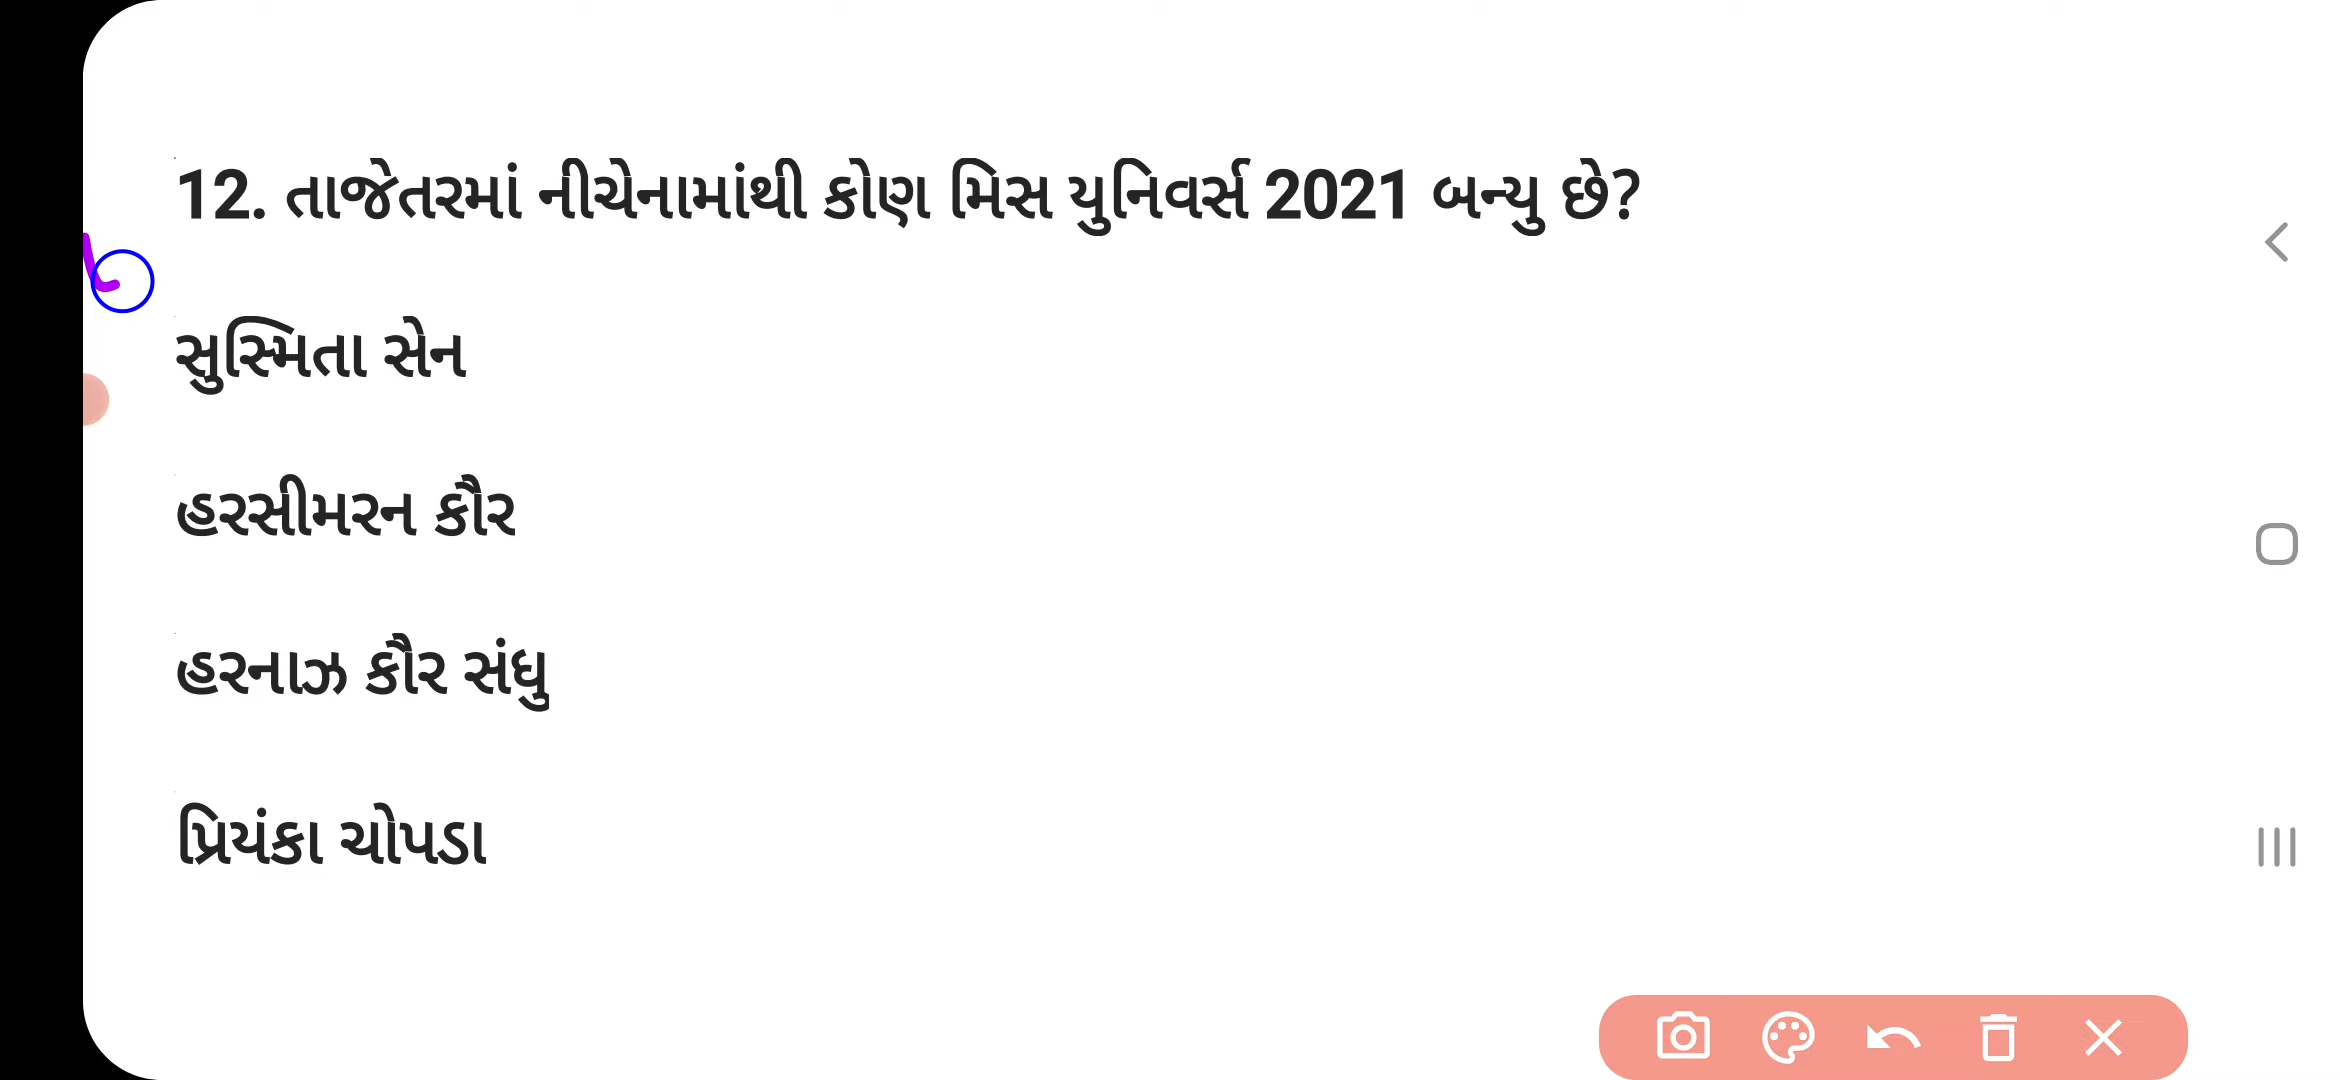 12. તાજેતરમાં નીચેનામાંથી કોણ મિસ યુનિવર્સ 2021 બન્યુ છે?
સુસ્મિતા સેન
હરસીમરન કૌર
હરનાઝ કૌર સંધુ
પ્રિયંકા ચોપડા